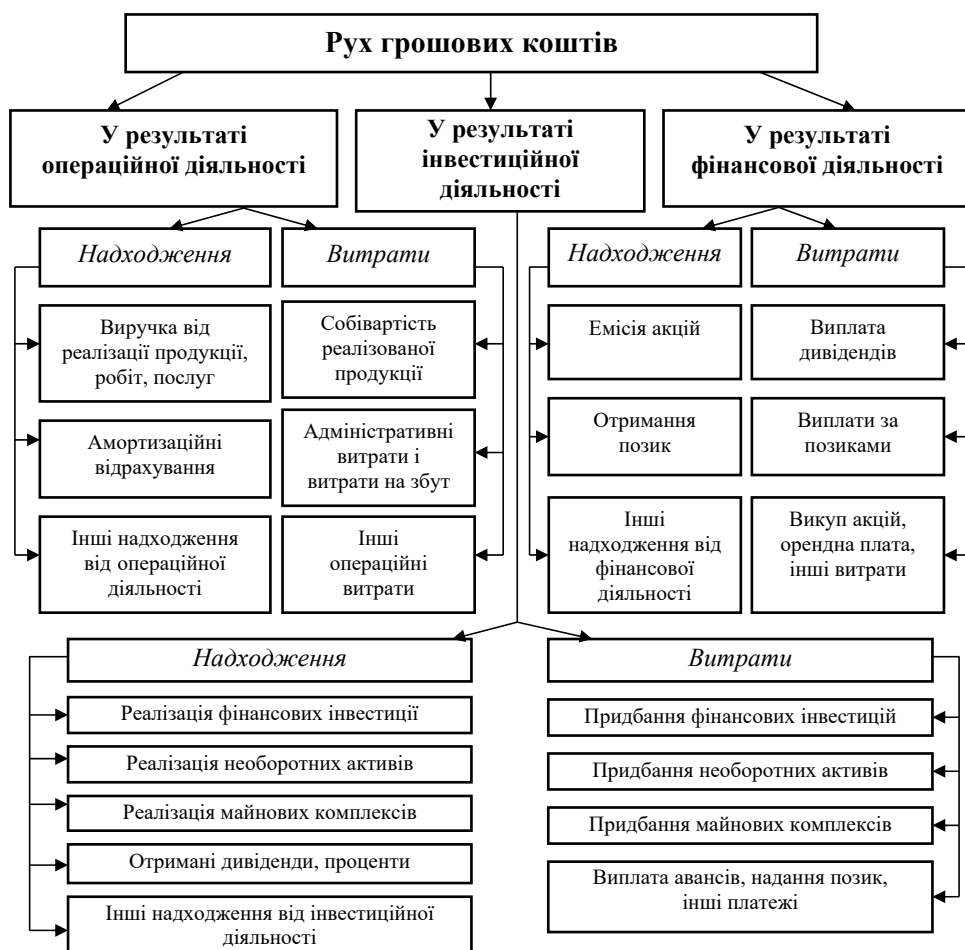 Рух грошових коштів
У результаті
операційної діяльності
У результаті
інвестиційної
діяльності
У результаті
фінансової діяльності
Надходження
Витрати
Виручка від
реалізації продукції,
робіт, послуг
Собівартість
реалізованої
продукції
Амортизаційні
відрахування
Адміністративні
витрати і
витрати на збут
Інші надходження
від операційної
діяльності
Інші
операційні
витрати
Надходження
Витрати
Емісія акцій
Виплата
дивідендів
Отримання
позик
Виплати за
позиками
Інші
надходження від
фінансової
діяльності
Викуп акцій,
орендна плата,
інші витрати
Надходження
Реалізація фінансових інвестиції
Реалізація необоротних активів
Реалізація майнових комплексів
Отримані дивіденди, проценти
Інші надходження від інвестиційної
діяльності
Витрати
Придбання фінансових інвестицій
Придбання необоротних активів
Придбання майнових комплексів
Виплата авансів, надання позик,
інші платежі